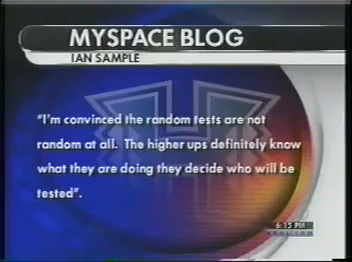 MYSPACE BLOG
IAN SAMPLE
"I'm convinced the random tests are not
random at all. The higher ups definitely know
what they are doing they decide who will be
tested".
6:15 PM